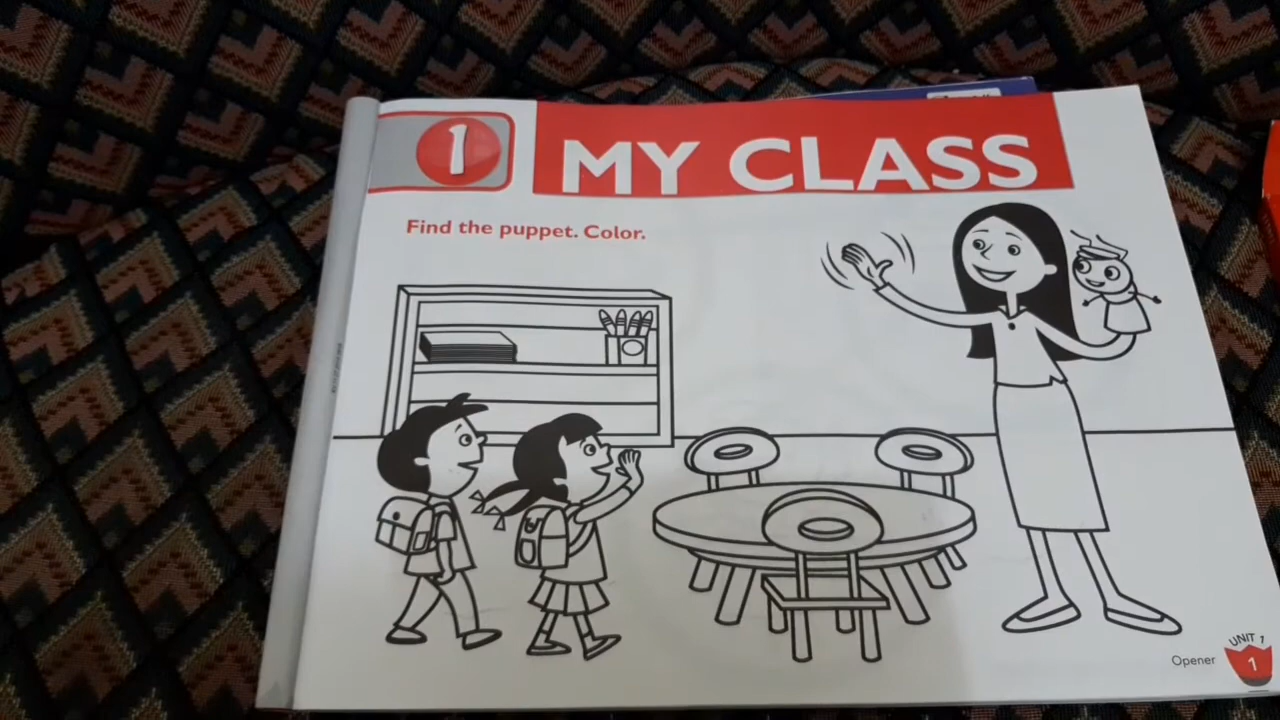 1
MY CLASS
Find the puppet. Color.
Opener
UNIT 1
1